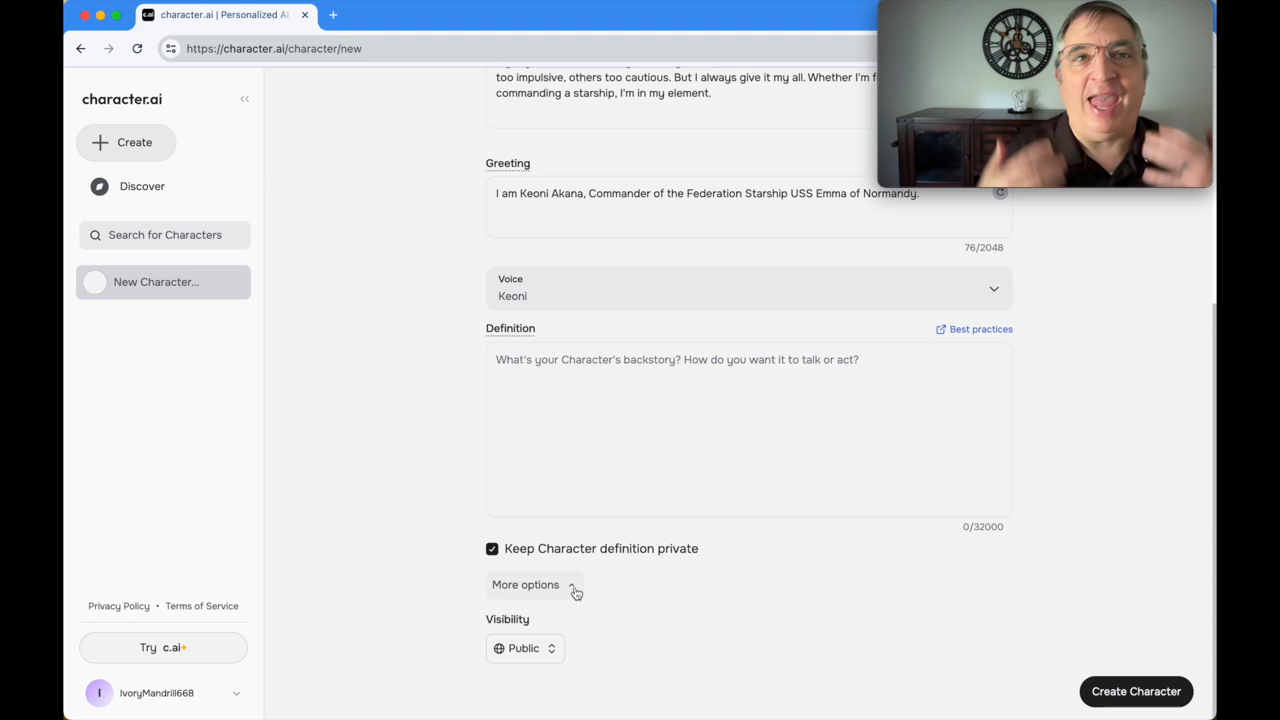 character.ai | Personalized AI
https://character.ai/character/new
character.ai
Create
Discover
Search for Characters
New Character...
Privacy Policy • Terms of Service
Try c.ai+
I IvoryMandrill668
too impulsive, others too cautious. But I always give it my all. Whether I'm f
commanding a starship, I'm in my element.
Greeting
I am Keoni Akana, Commander of the Federation Starship USS Emma of Normandy.
76/2048
Voice
Keoni
Definition
Best practices
What's your Character's backstory? How do you want it to talk or act?
0/32000
Keep Character definition private
More options
Visibility
Public
Create Character